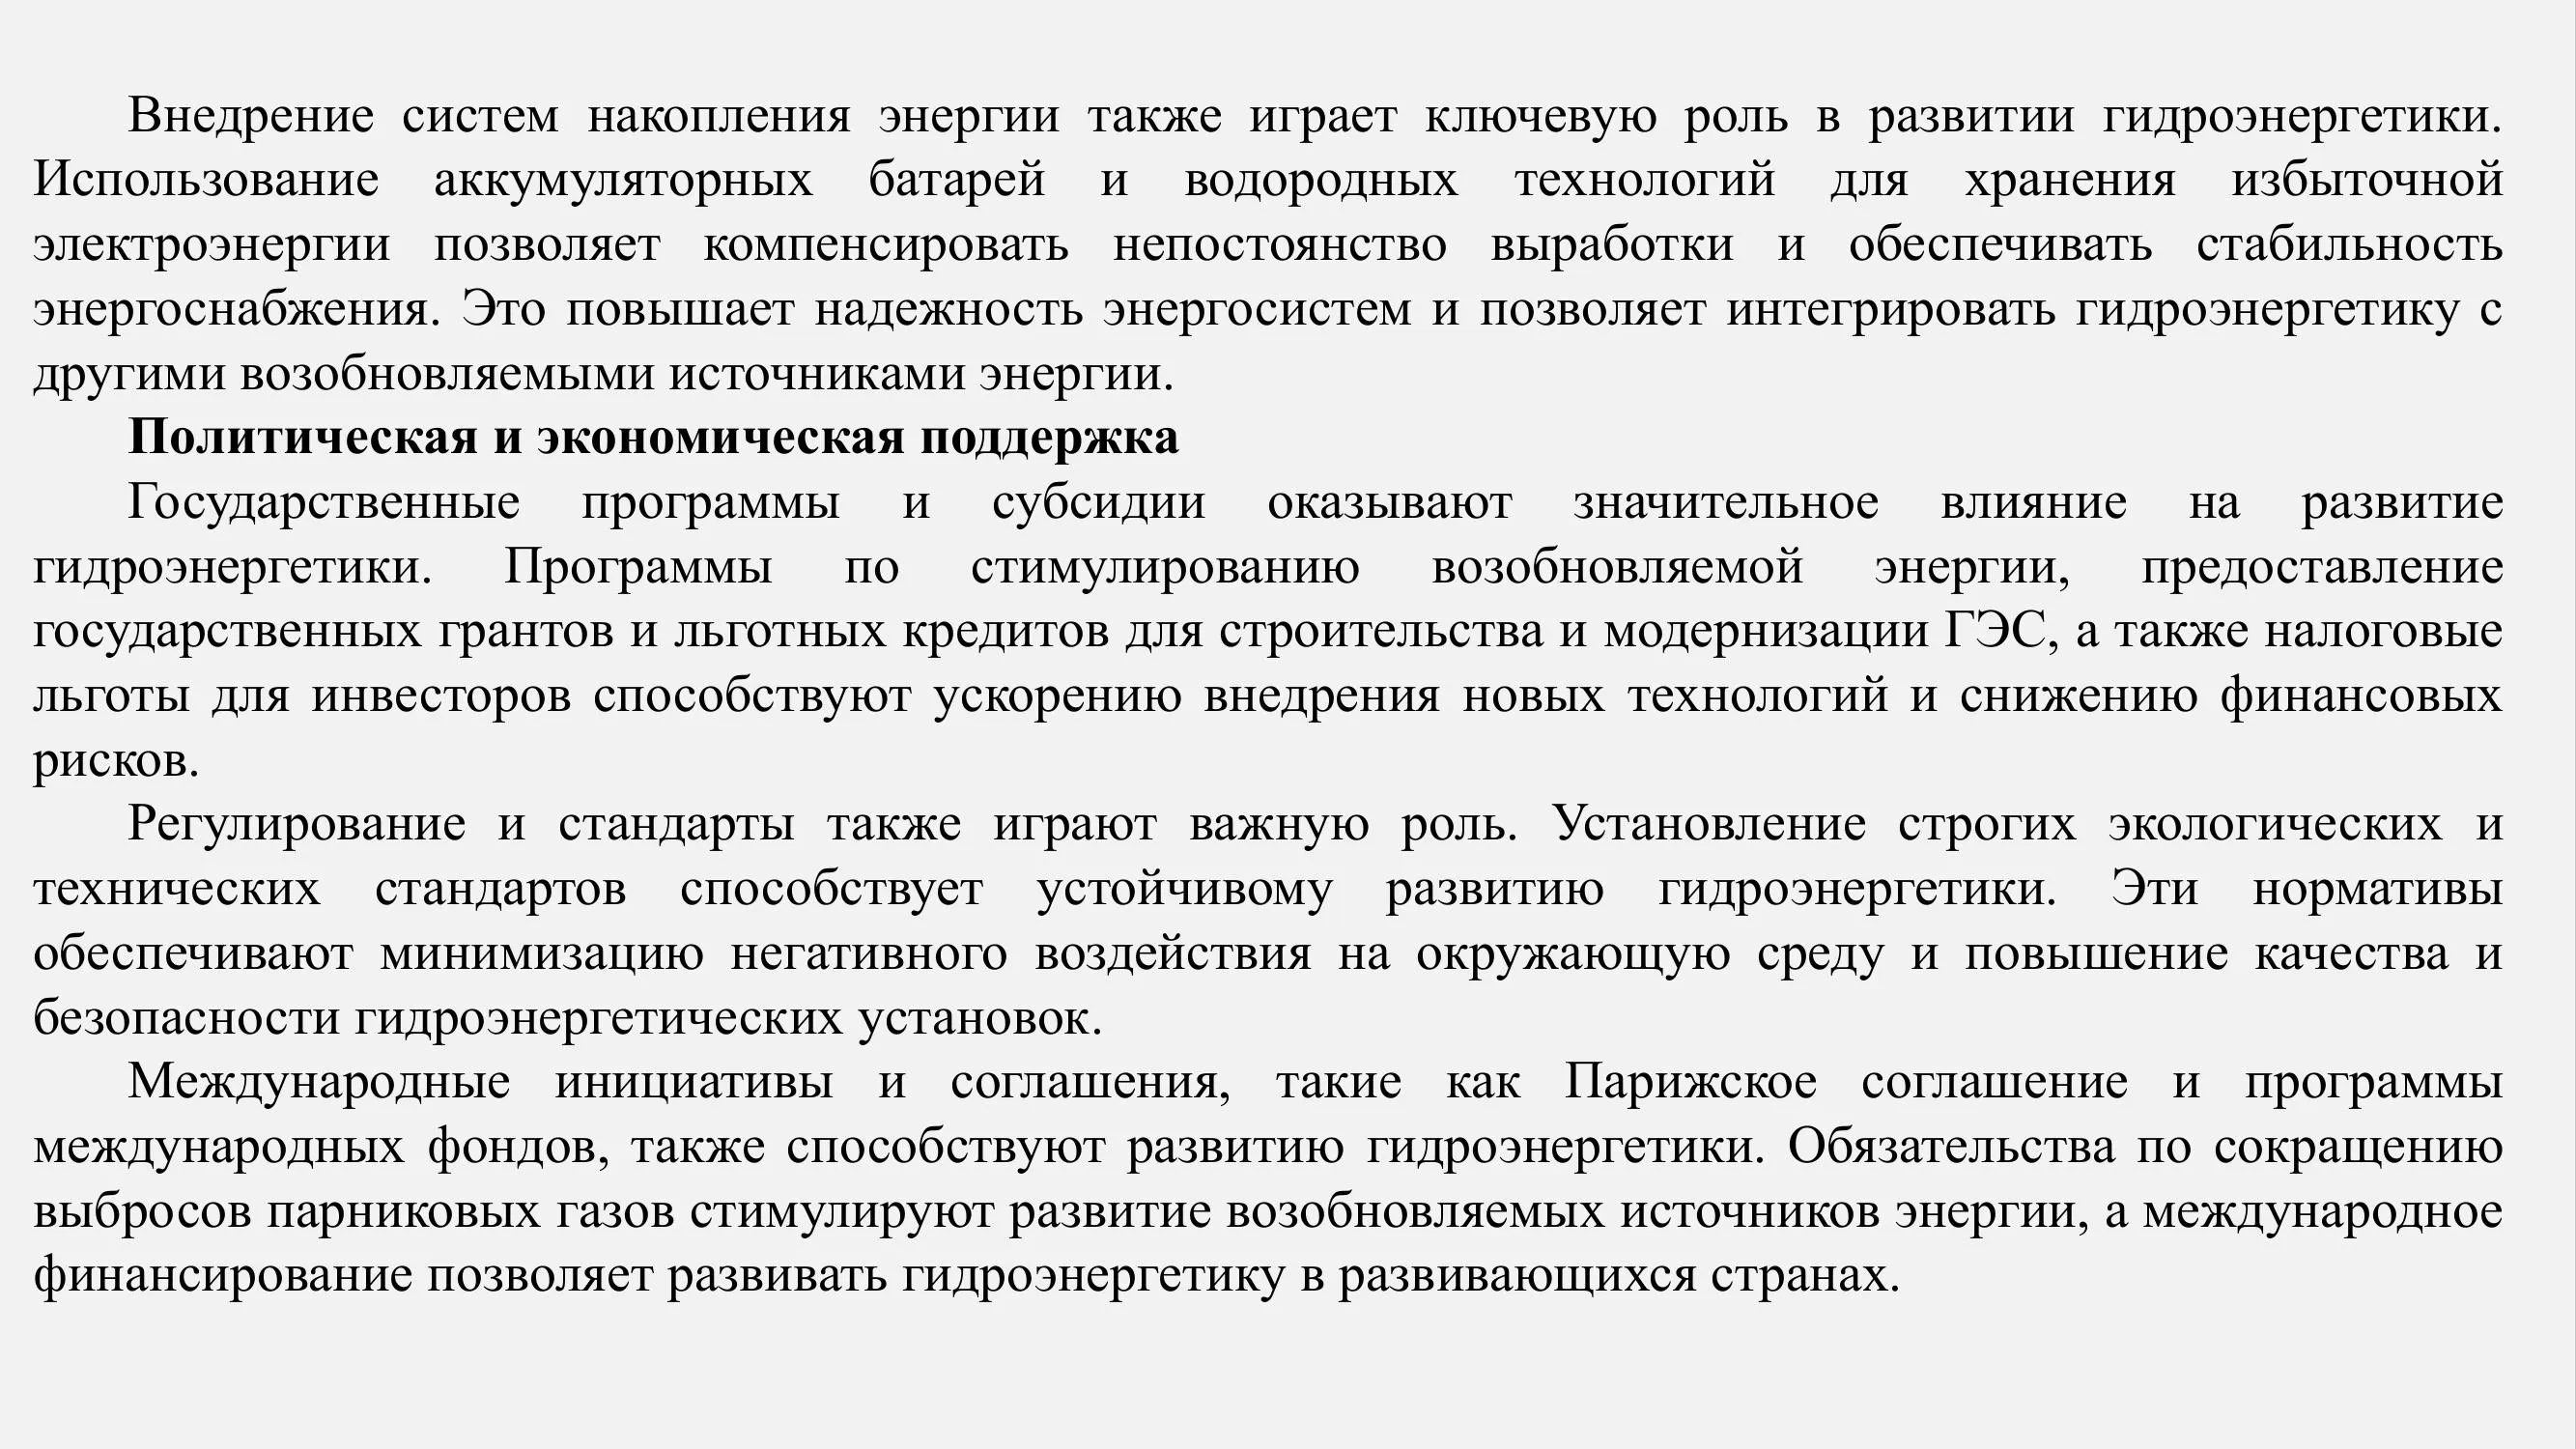 Внедрение систем накопления энергии также играет ключевую роль в развитии гидроэнергетики.
Использование аккумуляторных батарей и водородных технологий для хранения избыточной
электроэнергии позволяет компенсировать непостоянство выработки и обеспечивать стабильность
энергоснабжения. Это повышает надежность энергосистем и позволяет интегрировать гидроэнергетику с
другими возобновляемыми источниками энергии.
Политическая и экономическая поддержка
Государственные программы и субсидии оказывают значительное влияние на развитие
гидроэнергетики. Программы по стимулированию возобновляемой энергии, предоставление
государственных грантов и льготных кредитов для строительства и модернизации ГЭС, а также налоговые
льготы для инвесторов способствуют ускорению внедрения новых технологий и снижению финансовых
рисков.
Регулирование и стандарты также играют важную роль. Установление строгих экологических и
технических стандартов способствует устойчивому развитию гидроэнергетики. Эти нормативы
обеспечивают минимизацию негативного воздействия на окружающую среду и повышение качества и
безопасности гидроэнергетических установок.
Международные инициативы и соглашения, такие как Парижское соглашение и программы
международных фондов, также способствуют развитию гидроэнергетики. Обязательства по сокращению
выбросов парниковых газов стимулируют развитие возобновляемых источников энергии, а международное
финансирование позволяет развивать гидроэнергетику в развивающихся странах.